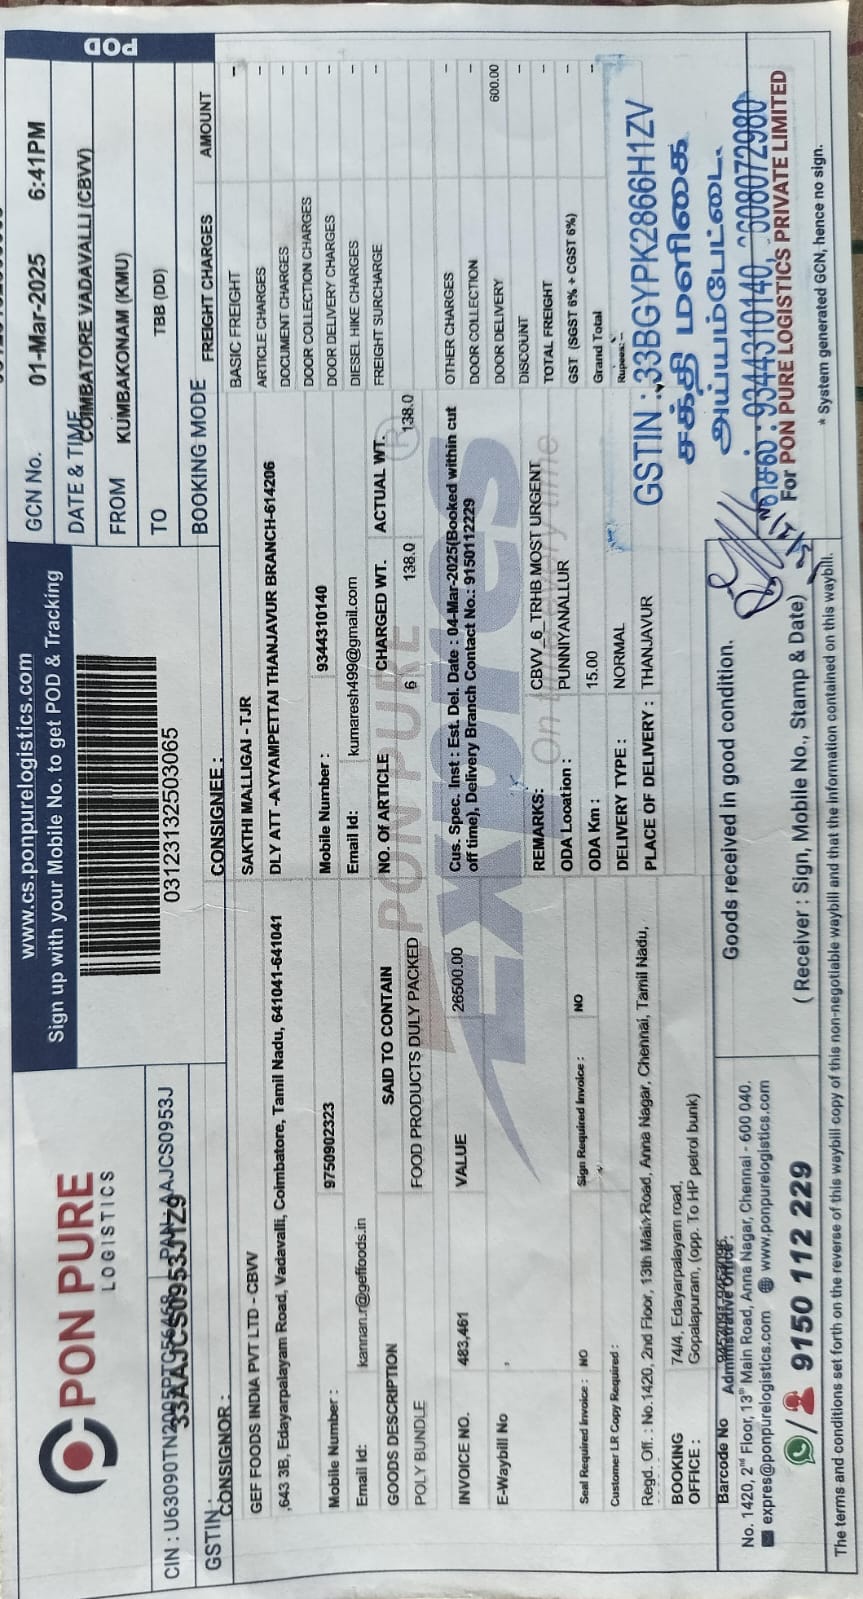 PON PURE
LOGISTICS
www.cs.ponpurelogistics.com
Sign up with your Mobile No. to get POD & Tracking
031231132503065
POD
GCN No.
DATE & TIME 01-Mar-2025 6:41PM
FROM COIMBATORE VADAVALLI (CBVV)
TO KUMBAKONAM (KMU)
BOOKING MODE TBB (DD)
CIN : U63090TN2005PTC56468 PAN : AAJCS0953J
GSTIN : 33AAJCS0953J1Z9
CONSIGNOR :
GEF FOODS INDIA PVT LTD - CBVV
,643 3B, Edayarpalayam Road, Vadavalli, Coimbatore, Tamil Nadu, 641041-641041
Mobile Number : 9750902323
Email Id: kannan.r@geffoods.in
CONSIGNEE :
SAKTHI MALLIGAI - TJR
DLY ATT -AYYAMPETTAI THANJAVUR BRANCH-614206
Mobile Number : 9344310140
Email Id: kumaresh499@gmail.com
GOODS DESCRIPTION SAID TO CONTAIN NO. Of ARTICLE CHARGED WT. ACTUAL WT.
POLY BUNDLE FOOD PRODUCTS DULY PACKED 6 138.0 138.0
INVOICE NO. 483,461 VALUE 26500.00
E-Waybill No ,
Seal Required Invoice : NO Sign Required Invoice : NO
Customer LR Copy Required :
Cus. Spec. Inst : Est. Del. Date : 04-Mar-2025(Booked within cut
off time), Delivery Branch Contact No.: 9150112229
REMARKS: CBVV_6_TRHB MOST URGENT
ODA Location : PUNNIYANALLUR
ODA Km : 15.00
DELIVERY TYPE : NORMAL
PLACE OF DELIVERY : THANJAVUR
FREIGHT CHARGES AMOUNT
BASIC FREIGHT -
ARTICLE CHARGES -
DOCUMENT CHARGES -
DOOR COLLECTION CHARGES -
DOOR DELIVERY CHARGES -
DIESEL HIKE CHARGES -
FREIGHT SURCHARGE -
OTHER CHARGES -
DOOR COLLECTION -
DOOR DELIVERY 600.00
DISCOUNT -
TOTAL FREIGHT -
GST (SGST 6% + CGST 6%) -
Grand Total -
Rupees: --
PON PURE
Expres
On time every time
Regd. Off. : No.1420, 2nd Floor, 13th Main Road, Anna Nagar, Chennai, Tamil Nadu,
BOOKING OFFICE : 74/4, Edayarpalayam road,
Gopalapuram, (opp. To HP petrol bunk)
Barcode No
Administrative Office :
No. 1420, 2nd Floor, 13th Main Road, Anna Nagar, Chennai - 600 040.
expres@ponpurelogistics.com www.ponpurelogistics.com
9150 112 229
Goods received in good condition.
( Receiver : Sign, Mobile No., Stamp & Date)
GSTIN : 33BGYPK2866H1ZV
சக்தி மளிகை
அய்யம்பேட்டை.
செல் : 9344310140, 608072980
For PON PURE LOGISTICS PRIVATE LIMITED
* System generated GCN, hence no sign.
The terms and conditions set forth on the reverse of this waybill copy of this non-negotiable waybill and that the information contained on this waybill.